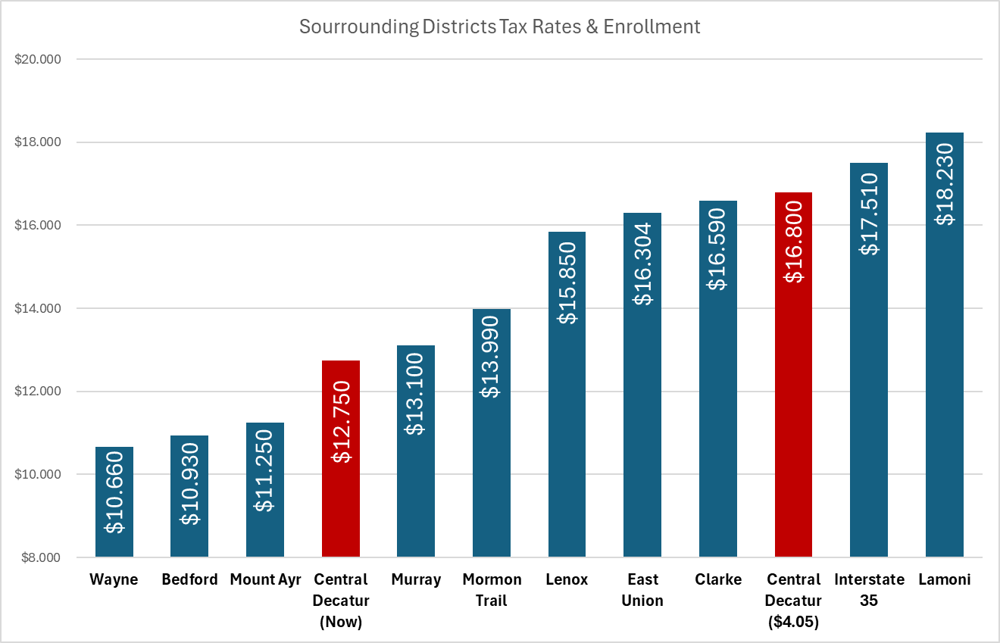 Sourrounding Districts Tax Rates & Enrollment
$20.000
$18.000
$16.000
$14.000
$12.000
$10.000
$8.000
$10.660
$10.930
$11.250
$12.750
$13.100
$13.990
$15.850
$16.304
$16.590
$16.800
$17.510
$18.230
Wayne
Bedford
Mount Ayr
Central
Decatur
(Now)
Murray
Mormon
Trail
Lenox
East
Union
Clarke
Central
Decatur
($4.05)
Interstate
35
Lamoni